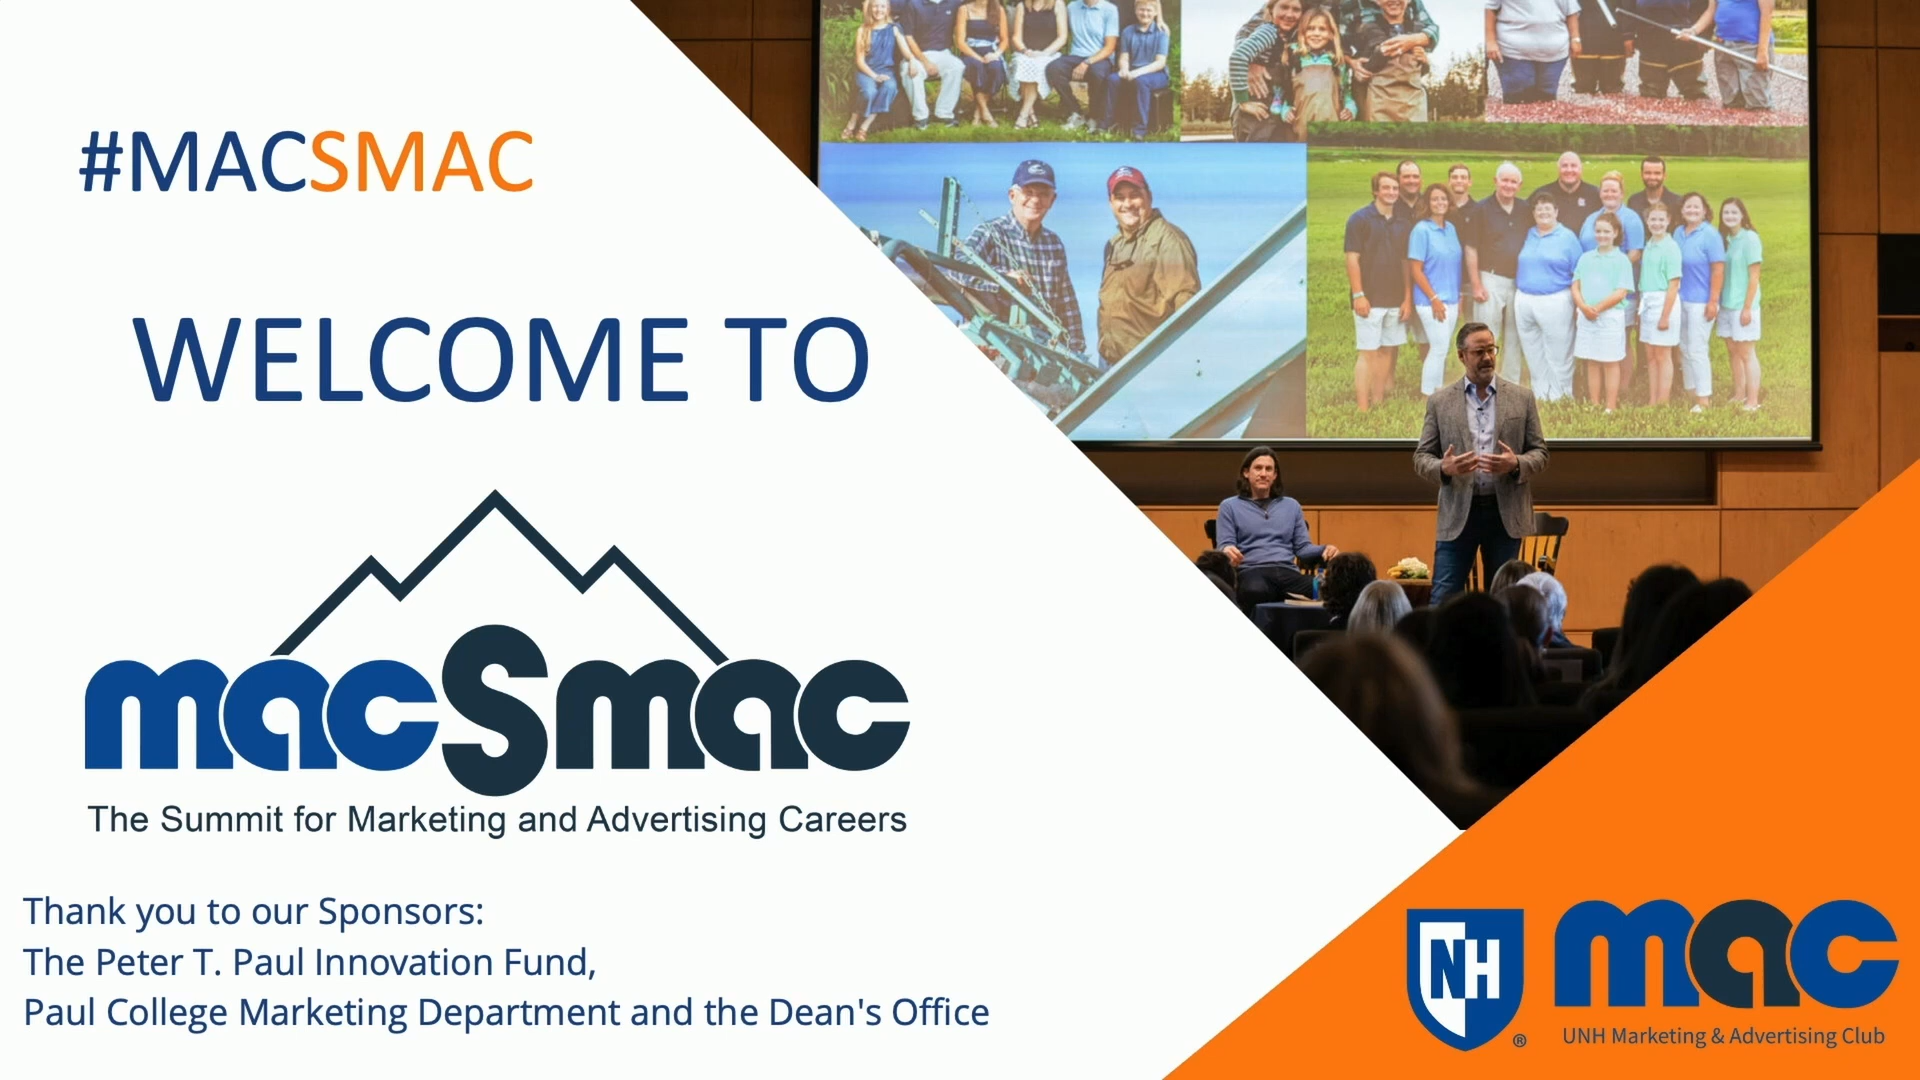 #MACSMAC
WELCOME TO
macSmac
The Summit for Marketing and Advertising Careers
Thank you to our Sponsors:
The Peter T. Paul Innovation Fund,
Paul College Marketing Department and the Dean's Office
NH ®
mac
UNH Marketing & Advertising Club